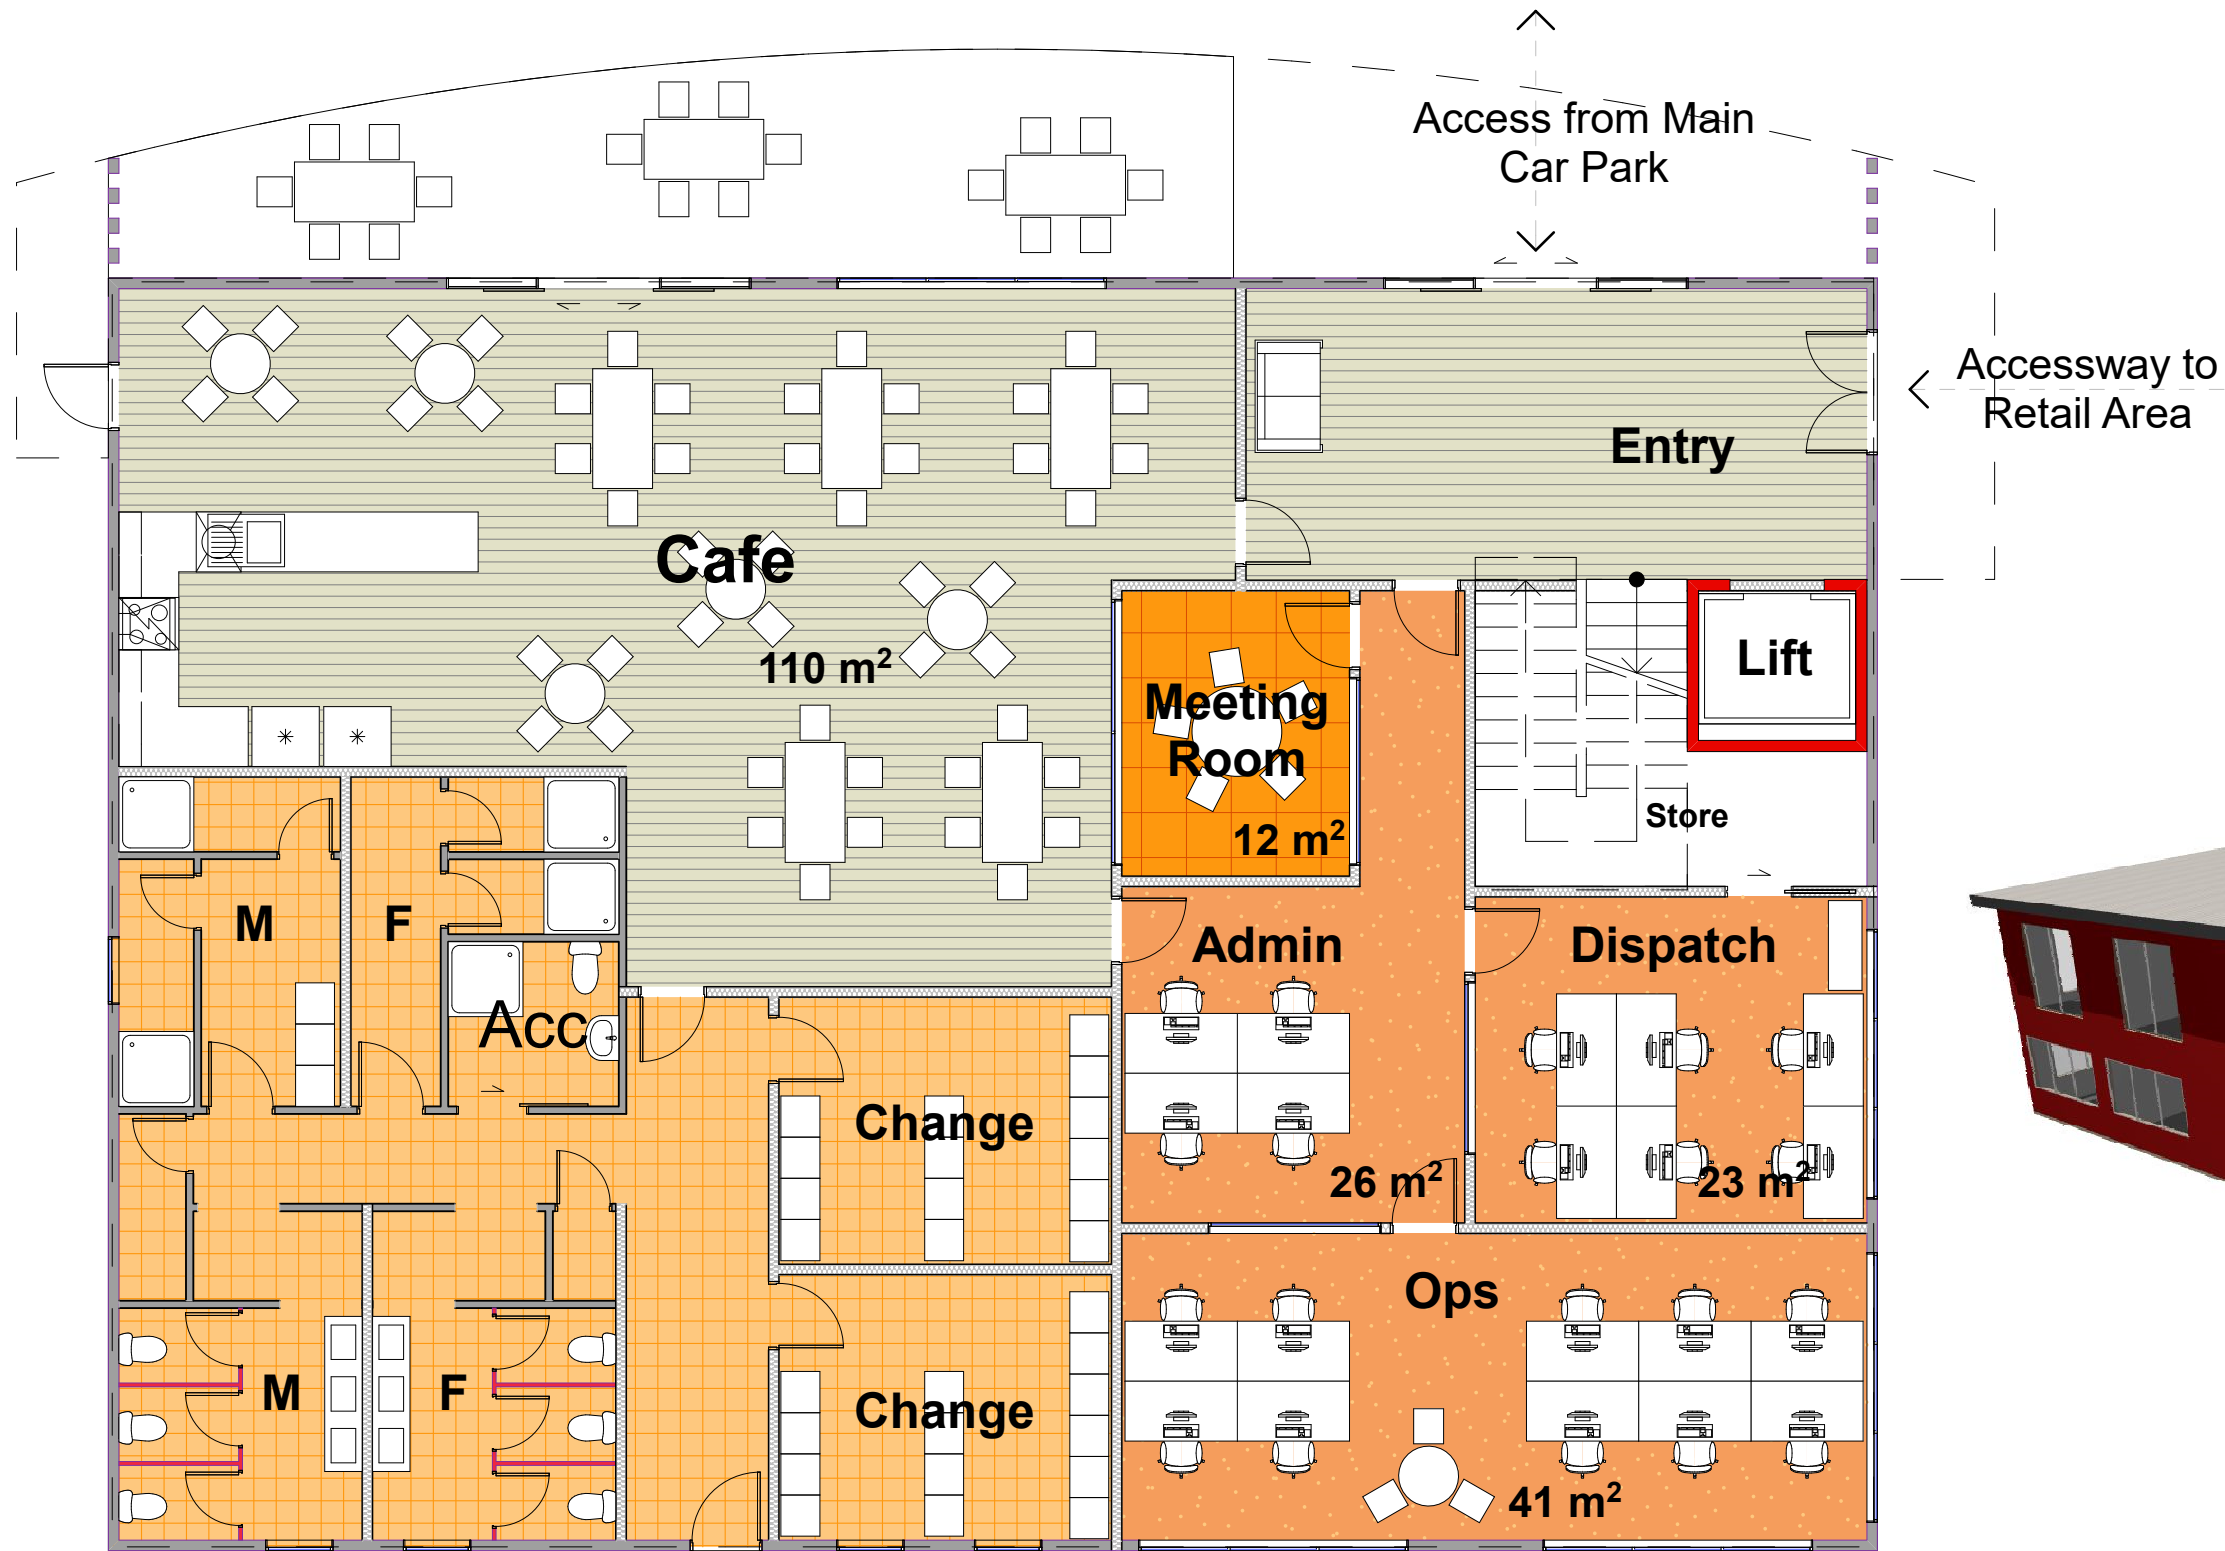 Access from Main
Car Park
Accessway to
Retail Area
Entry
Cafe
110 m²
Lift
Meeting
Room
12 m²
Store
M
F
Admin
Dispatch
Acc
Change
26 m²
23 m²
Ops
M
F
Change
41 m²